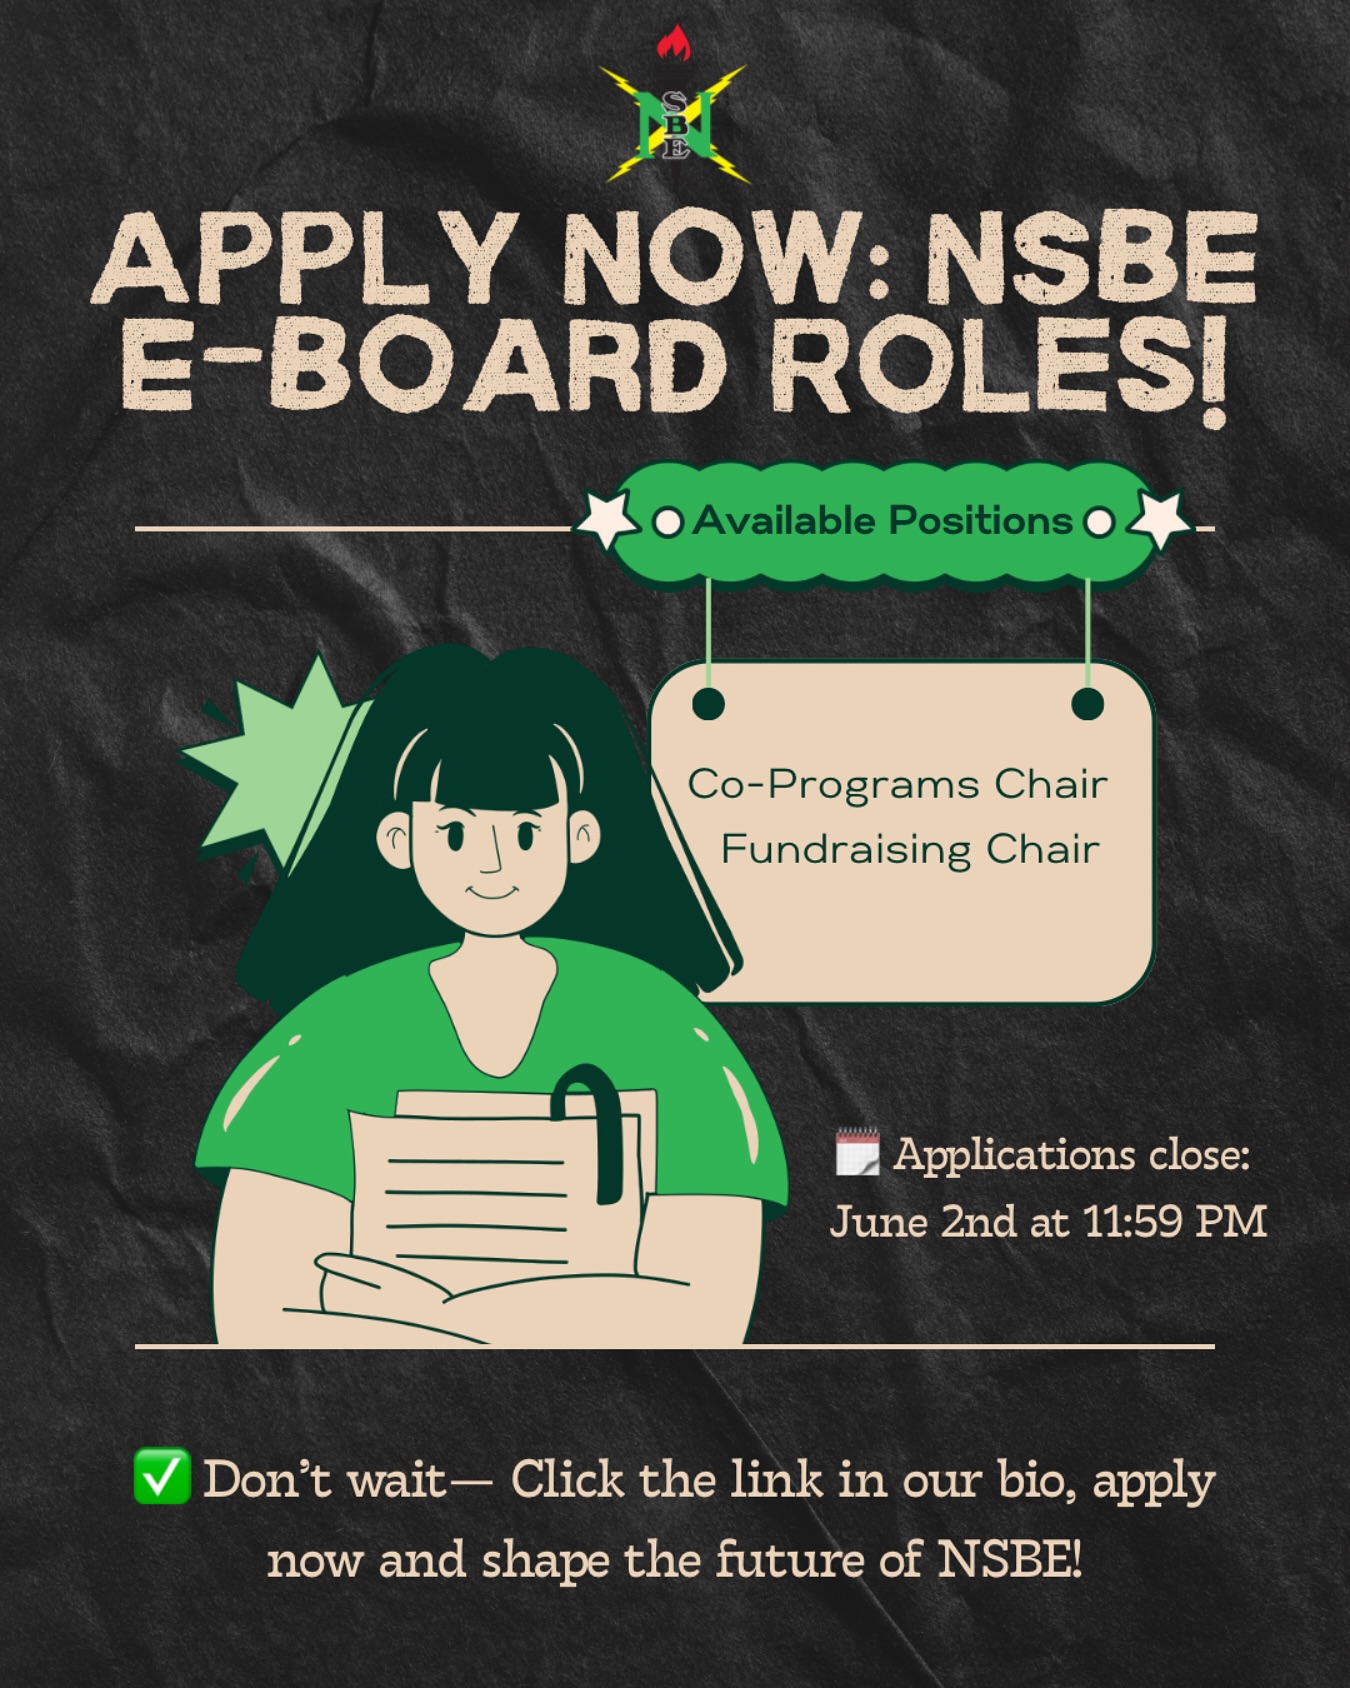 NSBE
APPLY NOW: NSBE
E-BOARD ROLES!
Available Positions
Co-Programs Chair
Fundraising Chair
Applications close:
June 2nd at 11:59 PM
Don't wait— Click the link in our bio, apply
now and shape the future of NSBE!